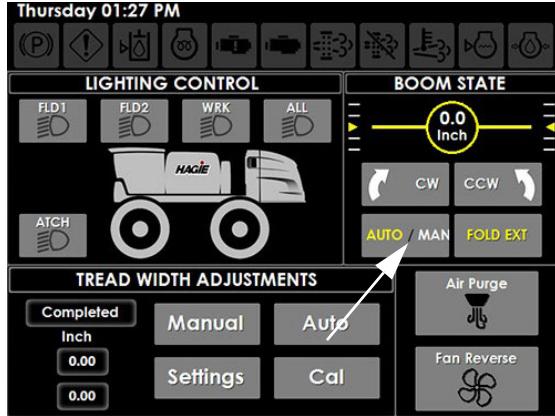 Thursday 01:27 PM
(P)
LIGHTING CONTROL
FLD1 FLD2 WRK ALL
HAGIE
ATCH
BOOM STATE
0.0
Inch
CW CCW
AUTO / MAN FOLD EXT
TREAD WIDTH ADJUSTMENTS
Completed
Inch
0.00
0.00
Manual Auto
Settings Cal
Air Purge
Fan Reverse